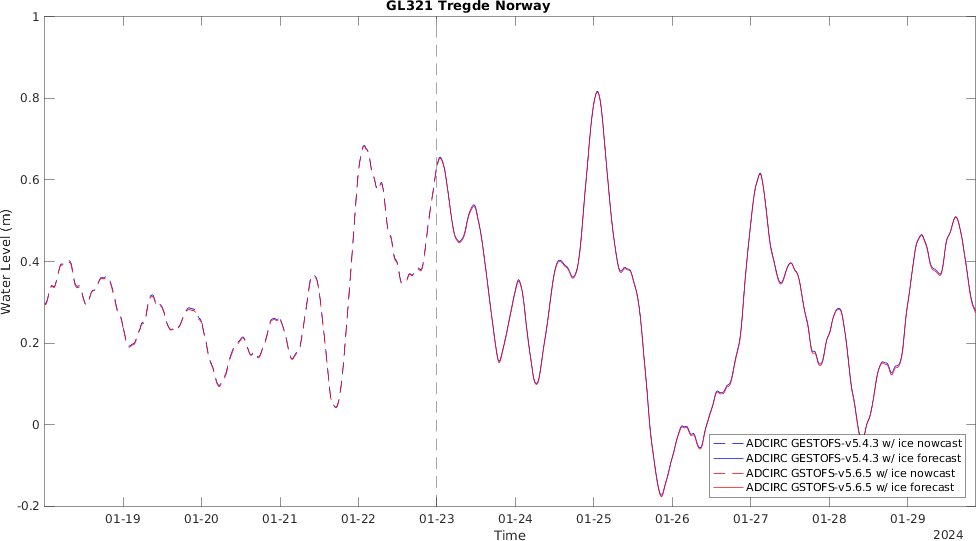 GL321 Tregde Norway
1
0.8
0.6
0.4
0.2
0
-0.2
Water Level (m)
ADCIRC GESTOFS-v5.4.3 w/ ice nowcast
ADCIRC GESTOFS-v5.4.3 w/ ice forecast
ADCIRC GSTOFS-v5.6.5 w/ ice nowcast
ADCIRC GSTOFS-v5.6.5 w/ ice forecast
01-19 01-20 01-21 01-22 01-23 01-24 01-25 01-26 01-27 01-28 01-29
Time
2024